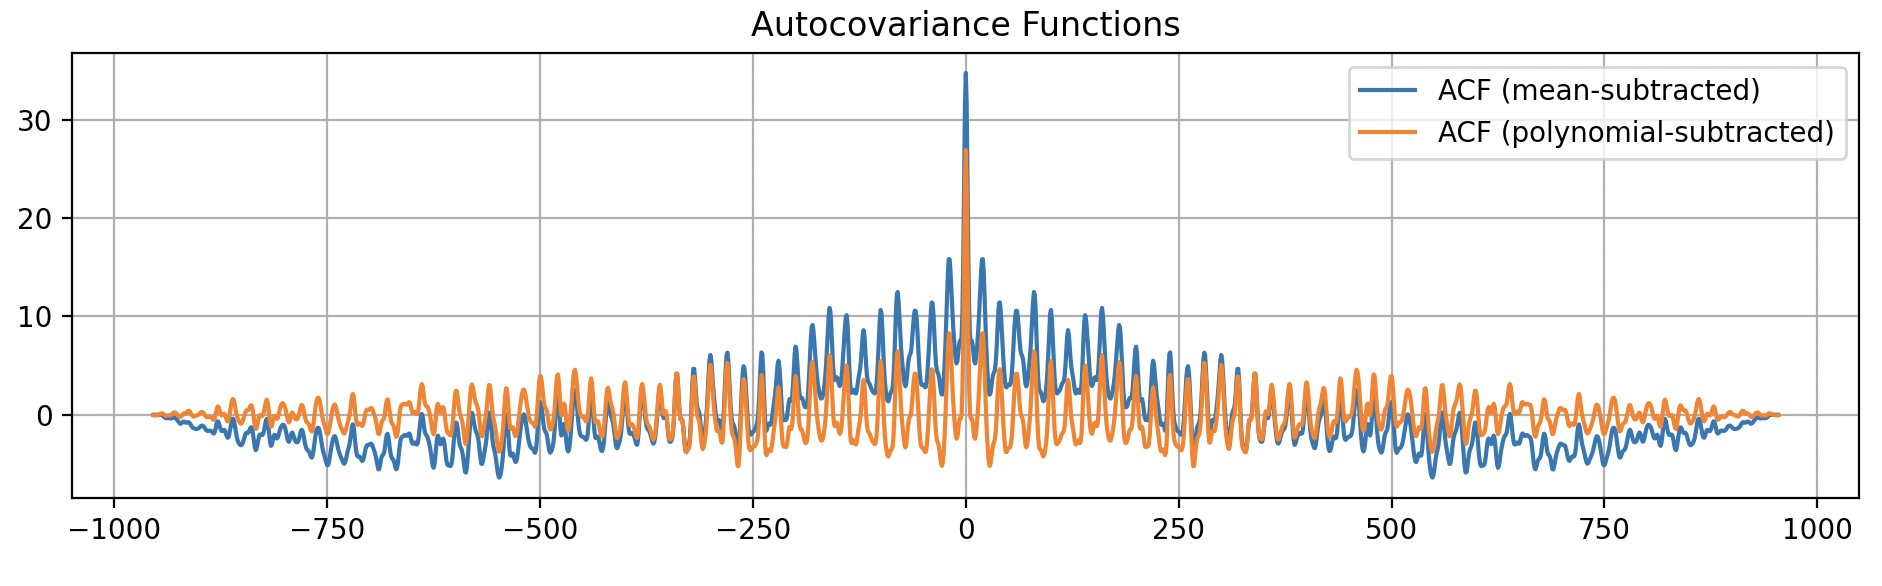 Autocovariance Functions
ACF (mean-subtracted)
ACF (polynomial-subtracted)
30
20
10
0
−1000 −750 −500 −250 0 250 500 750 1000